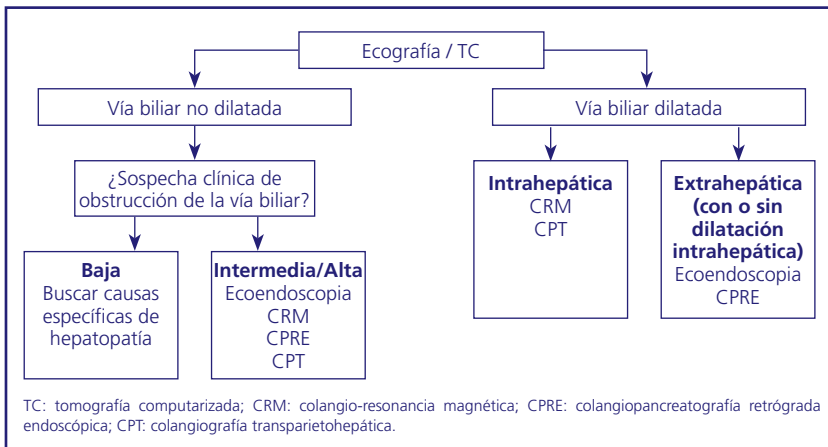 Ecografía / TC
Vía biliar no dilatada
Vía biliar dilatada
¿Sospecha clínica de
obstrucción de la vía biliar?
Baja
Buscar causas
específicas de
hepatopatía
Intermedia/Alta
Ecoendoscopia
CRM
CPRE
CPT
Intrahepática
CRM
CPT
Extrahepática
(con o sin
dilatación
intrahepática)
Ecoendoscopia
CPRE
TC: tomografía computarizada; CRM: colangio-resonancia magnética; CPRE: colangiopancreatografía retrógrada
endoscópica; CPT: colangiografía transparietohepática.